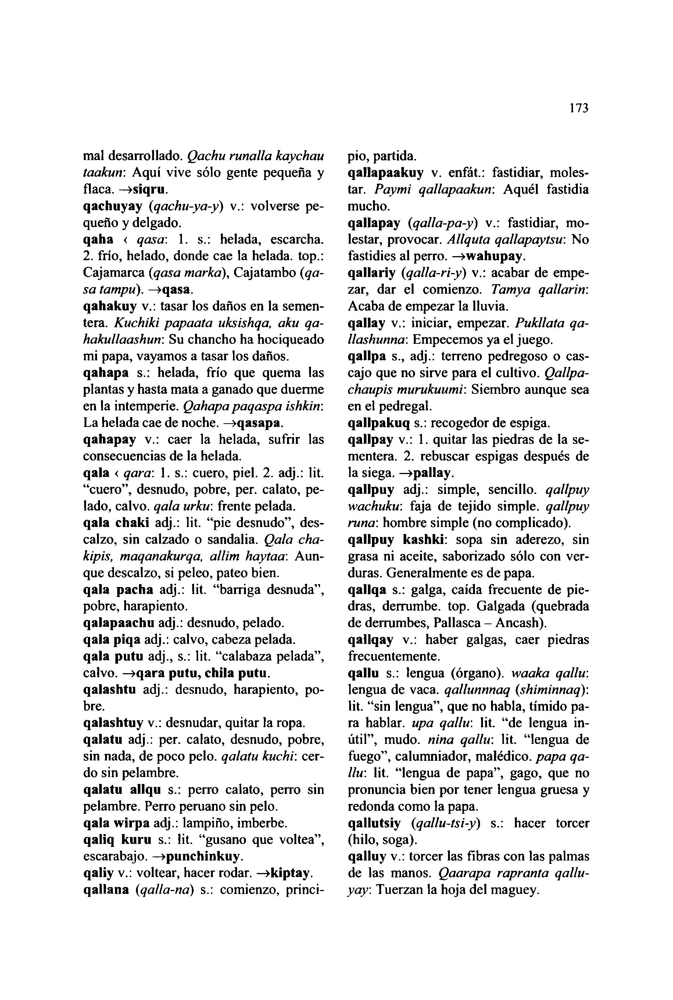 173
mal desarrollado. Qachu runalla kaychau
taakun: Aquí vive sólo gente pequeña y
flaca. →siqru.
qachuyay (qachu-ya-y) v.: volverse pe-
queño y delgado.
qaha ‹ qasa: 1. s.: helada, escarcha.
2. frío, helado, donde cae la helada. top.:
Cajamarca (qasa marka), Cajatambo (qa-
sa tampu). →qasa.
qahakuy v.: tasar los daños en la semen-
tera. Kuchiki papaata uksishqa, aku qa-
hakullaashun: Su chancho ha hociqueado
mi papa, vayamos a tasar los daños.
qahapa s.: helada, frío que quema las
plantas y hasta mata a ganado que duerme
en la intemperie. Qahapa paqaspa ishkin:
La helada cae de noche. →qasapa.
qahapay v.: caer la helada, sufrir las
consecuencias de la helada.
qala ‹ qara: 1. s.: cuero, piel. 2. adj.: lit.
“cuero”, desnudo, pobre, per. calato, pe-
lado, calvo. qala urku: frente pelada.
qala chaki adj.: lit. “pie desnudo”, des-
calzo, sin calzado o sandalia. Qala cha-
kipis, maqanakurqa, allim haytaa: Aun-
que descalzo, si peleo, pateo bien.
qala pacha adj.: lit. “barriga desnuda”,
pobre, harapiento.
qalapaachu adj.: desnudo, pelado.
qala piqa adj.: calvo, cabeza pelada.
qala putu adj., s.: lit. “calabaza pelada”,
calvo. →qara putu, chila putu.
qalashtu adj.: desnudo, harapiento, po-
bre.
qalashtuy v.: desnudar, quitar la ropa.
qalatu adj.: per. calato, desnudo, pobre,
sin nada, de poco pelo. qalatu kuchi: cer-
do sin pelambre.
qalatu allqu s.: perro calato, perro sin
pelambre. Perro peruano sin pelo.
qala wirpa adj.: lampiño, imberbe.
qaliq kuru s.: lit. “gusano que voltea”,
escarabajo. →punchinkuy.
qaliy v.: voltear, hacer rodar. →kiptay.
qallana (qalla-na) s.: comienzo, princi-
pio, partida.
qallapaakuy v. enfát.: fastidiar, moles-
tar. Paymi qallapaakun: Aquél fastidia
mucho.
qallapay (qalla-pa-y) v.: fastidiar, mo-
lestar, provocar. Allquta qallapaytsu: No
fastidies al perro. →wahupay.
qallariy (qalla-ri-y) v.: acabar de empe-
zar, dar el comienzo. Tamya qallarin:
Acaba de empezar la lluvia.
qallay v.: iniciar, empezar. Pukllata qa-
llashunna: Empecemos ya el juego.
qallpa s., adj.: terreno pedregoso o cas-
cajo que no sirve para el cultivo. Qallpa-
chaupis murukuumi: Siembro aunque sea
en el pedregal.
qallpakuq s.: recogedor de espiga.
qallpay v.: 1. quitar las piedras de la se-
mentera. 2. rebuscar espigas después de
la siega. →pallay.
qallpuy adj.: simple, sencillo. qallpuy
wachuku: faja de tejido simple. qallpuy
runa: hombre simple (no complicado).
qallpuy kashki: sopa sin aderezo, sin
grasa ni aceite, saborizado sólo con ver-
duras. Generalmente es de papa.
qallqa s.: galga, caída frecuente de pie-
dras, derrumbe. top. Galgada (quebrada
de derrumbes, Pallasca – Ancash).
qallqay v.: haber galgas, caer piedras
frecuentemente.
qallu s.: lengua (órgano). waaka qallu:
lengua de vaca. qallunnnaq (shiminnaq):
lit. “sin lengua”, que no habla, tímido pa-
ra hablar. upa qallu: lit. “de lengua in-
útil”, mudo. nina qallu: lit. “lengua de
fuego”, calumniador, malédico. papa qa-
llu: lit. “lengua de papa”, gago, que no
pronuncia bien por tener lengua gruesa y
redonda como la papa.
qallutsiy (qallu-tsi-y) s.: hacer torcer
(hilo, soga).
qalluy v.: torcer las fibras con las palmas
de las manos. Qaarapa rapranta qallu-
yay: Tuerzan la hoja del maguey.